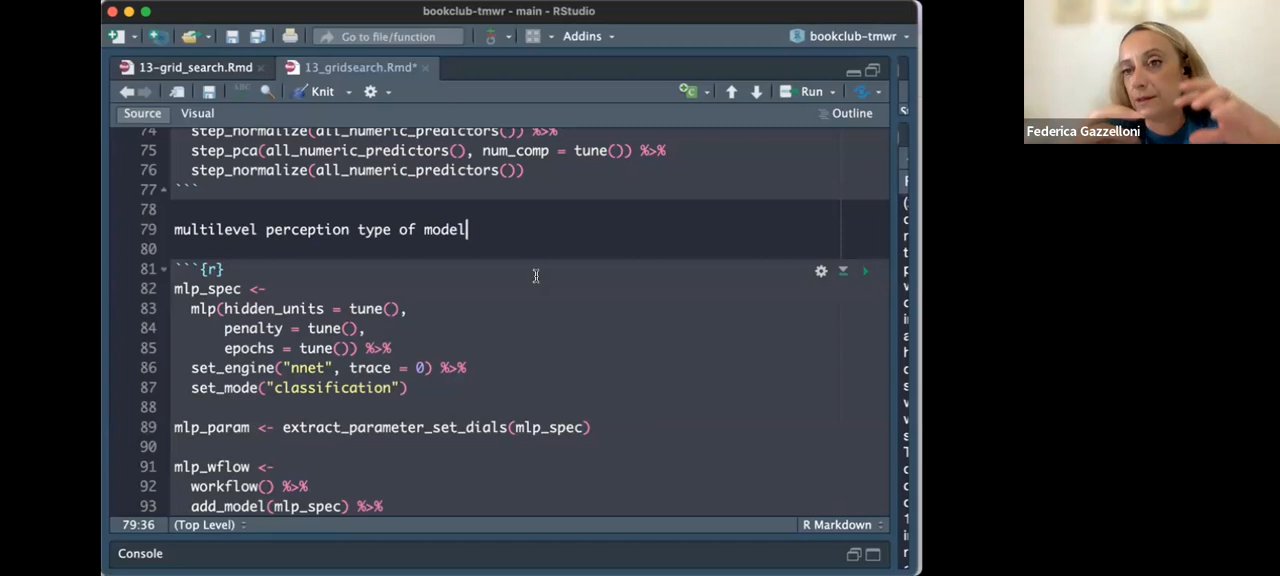 bookclub-tmwr - main - RStudio
Go to file/function
Addins
bookclub-tmwr
13-grid_search.Rmd
13_gridsearch.Rmd*
Knit
Run
Source
Visual
Outline
74 step_normalize(all_numeric_predictors()) %>%
75 step_pca(all_numeric_predictors(), num_comp = tune()) %>%
76 step_normalize(all_numeric_predictors())
77 ```
78
79 multilevel perception type of model
80
81 ```{r}
82 mlp_spec <-
83 mlp(hidden_units = tune(),
84 penalty = tune(),
85 epochs = tune()) %>%
86 set_engine("nnet", trace = 0) %>%
87 set_mode("classification")
88
89 mlp_param <- extract_parameter_set_dials(mlp_spec)
90
91 mlp_wflow <-
92 workflow() %>%
93 add_model(mlp_spec) %>%
79:36
(Top Level)
R Markdown
Console
Federica Gazzelloni